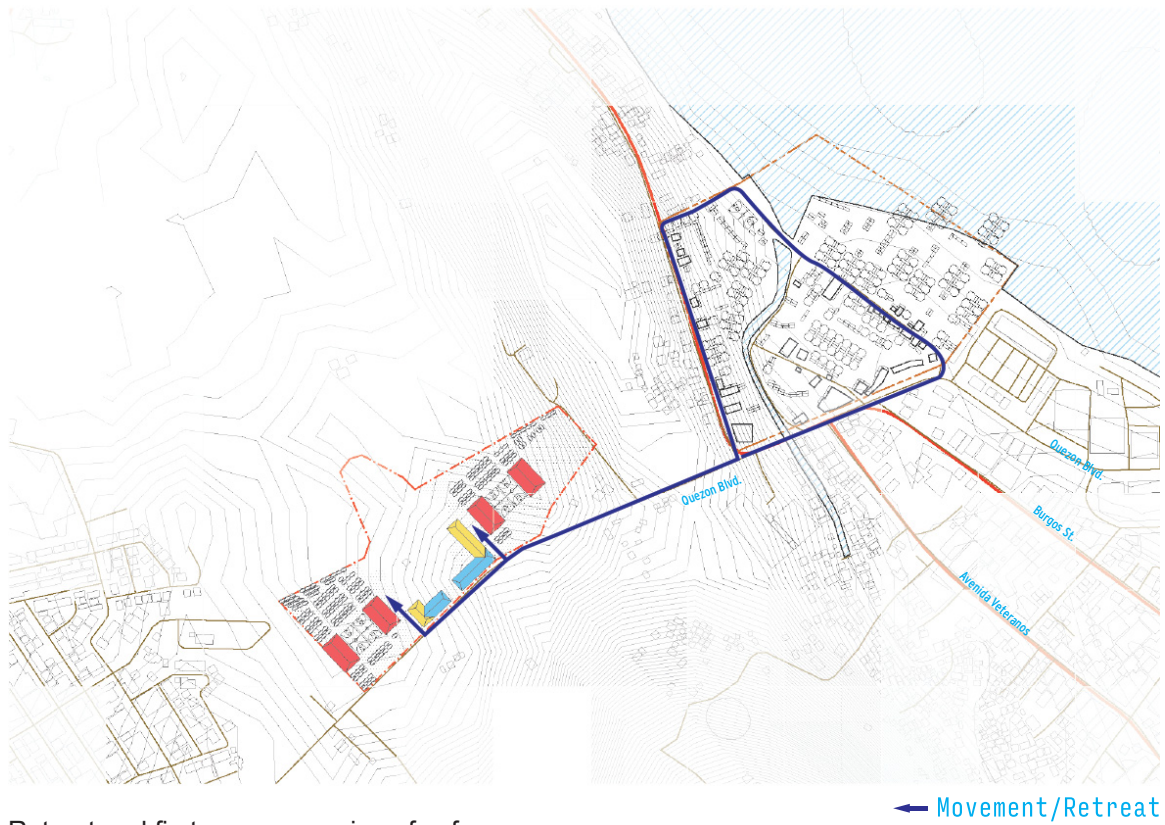 Quezon Blvd.
Quezon Blvd.
Burgos St.
Avenida Veteranos
Movement/Retreat